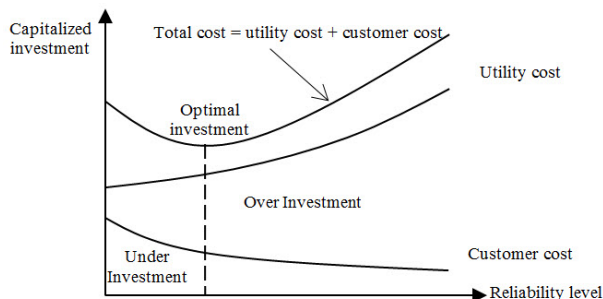 Capitalized
investment
Total cost = utility cost + customer cost
Utility cost
Optimal
investment
Over Investment
Under
Investment
Customer cost
Reliability level